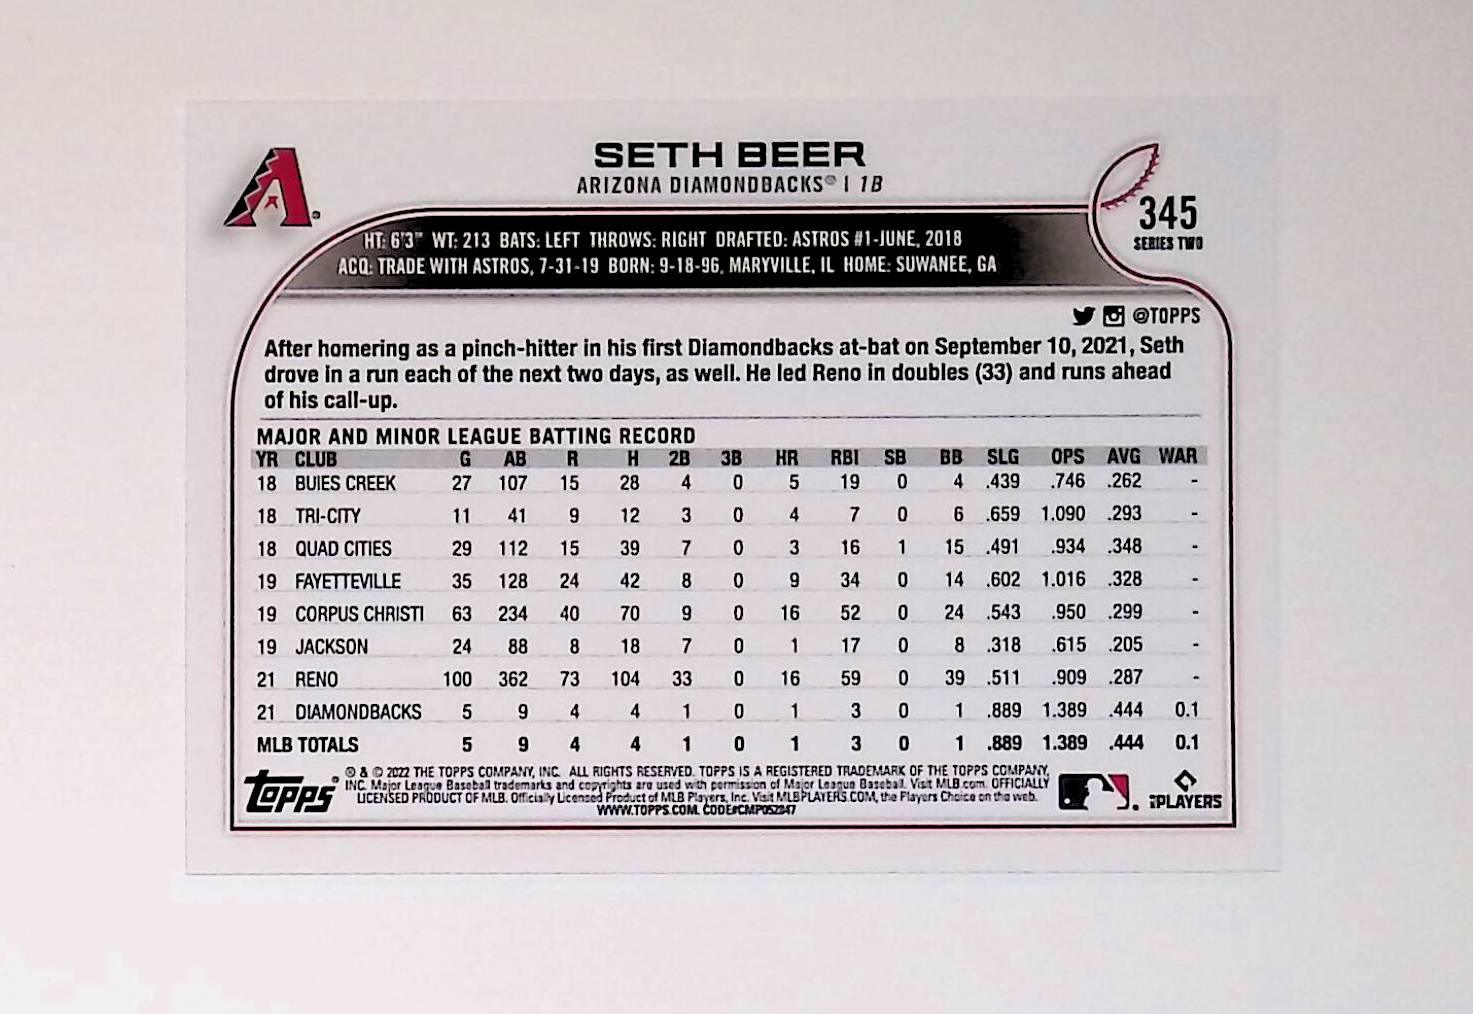 SETH BEER
ARIZONA DIAMONDBACKS® | 1B
345
SERIES TWO
HT: 6'3" WT: 213 BATS: LEFT THROWS: RIGHT DRAFTED: ASTROS #1-JUNE, 2018
ACQ: TRADE WITH ASTROS, 7-31-19 BORN: 9-18-96, MARYVILLE, IL HOME: SUWANEE, GA
@TOPPS
After homering as a pinch-hitter in his first Diamondbacks at-bat on September 10, 2021, Seth
drove in a run each of the next two days, as well. He led Reno in doubles (33) and runs ahead
of his call-up.
MAJOR AND MINOR LEAGUE BATTING RECORD
YR CLUB G AB R H 2B 3B HR RBI SB BB SLG OPS AVG WAR
18 BUIES CREEK 27 107 15 28 4 0 5 19 0 4 .439 .746 .262 -
18 TRI-CITY 11 41 9 12 3 0 4 7 0 6 .659 1.090 .293 -
18 QUAD CITIES 29 112 15 39 7 0 3 16 1 15 .491 .934 .348 -
19 FAYETTEVILLE 35 128 24 42 8 0 9 34 0 14 .602 1.016 .328 -
19 CORPUS CHRISTI 63 234 40 70 9 0 16 52 0 24 .543 .950 .299 -
19 JACKSON 24 88 8 18 7 0 1 17 0 8 .318 .615 .205 -
21 RENO 100 362 73 104 33 0 16 59 0 39 .511 .909 .287 -
21 DIAMONDBACKS 5 9 4 4 1 0 1 3 0 1 .889 1.389 .444 0.1
MLB TOTALS 5 9 4 4 1 0 1 3 0 1 .889 1.389 .444 0.1
Topps®
® & © 2022 THE TOPPS COMPANY, INC. ALL RIGHTS RESERVED. TOPPS IS A REGISTERED TRADEMARK OF THE TOPPS COMPANY,
INC. Major League Baseball trademarks and copyrights are used with permission of Major League Baseball. Visit MLB.com. OFFICIALLY
LICENSED PRODUCT OF MLB. Officially Licensed Product of MLB Players, Inc. Visit MLBPLAYERS.COM, the Players Choice on the web.
WWW.TOPPS.COM. CODE#CMP052347
PLAYERS